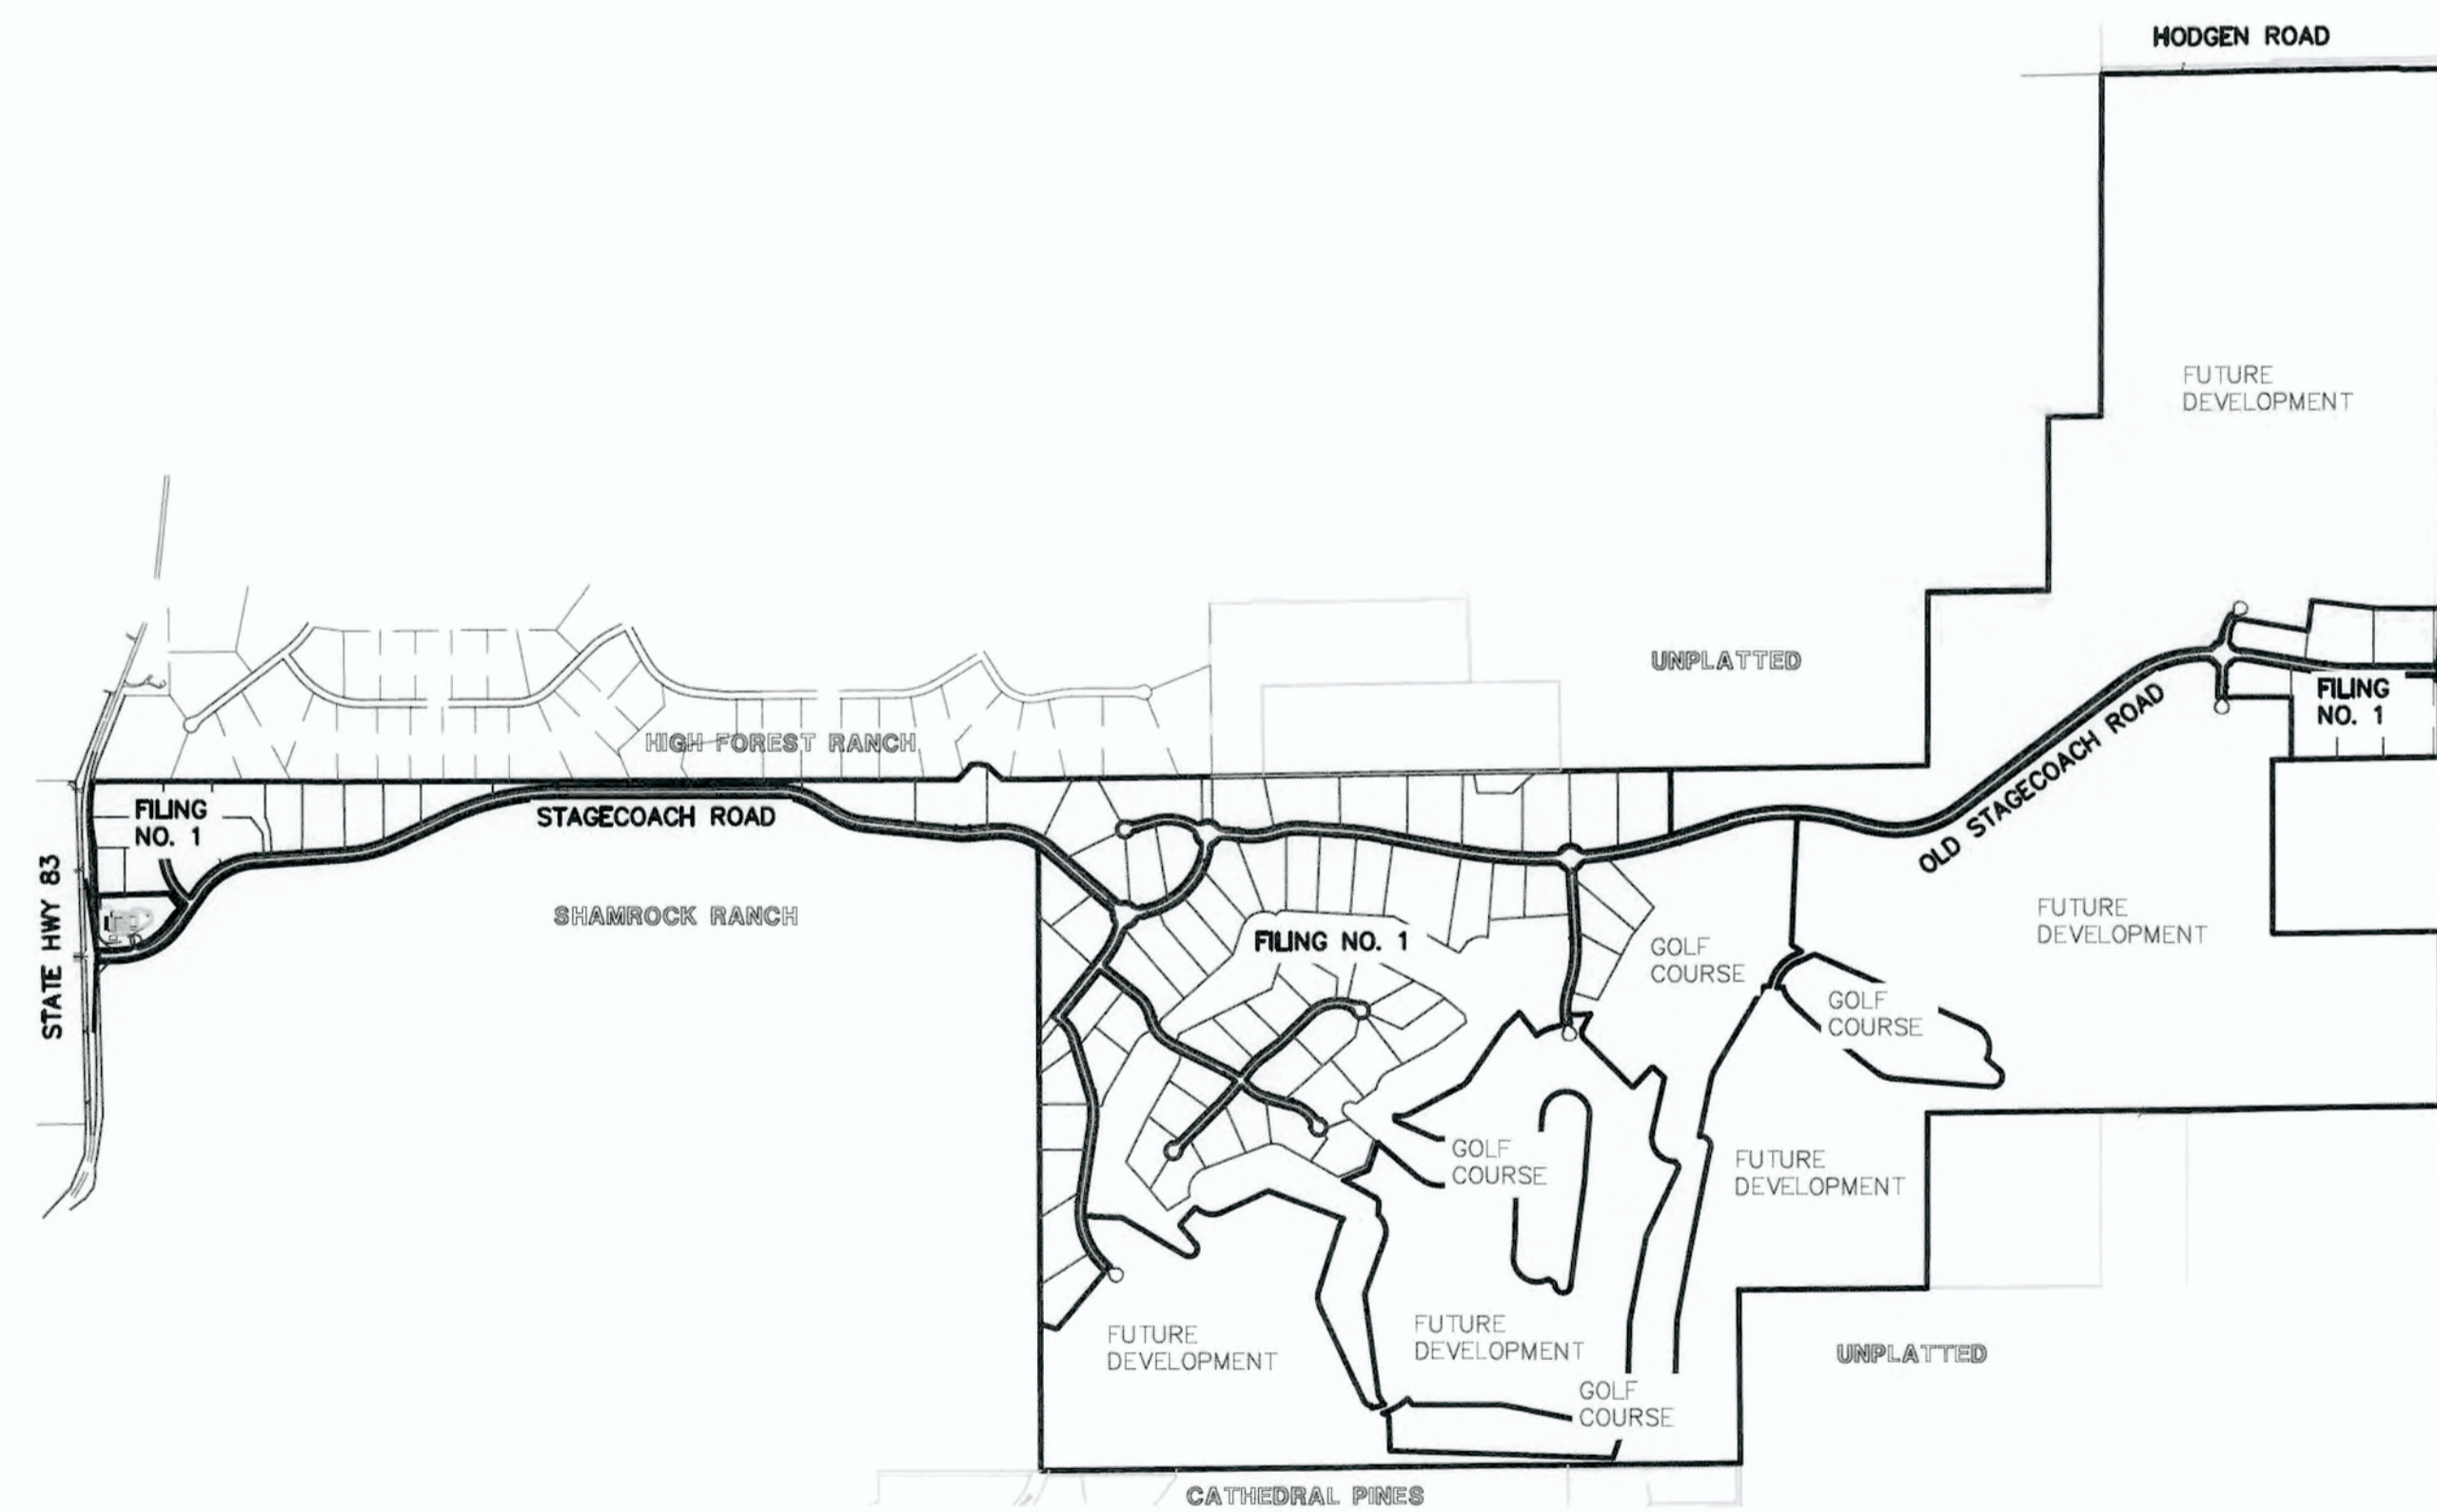 HODGEN ROAD
FUTURE
DEVELOPMENT
UNPLATTED
HIGH FOREST RANCH
FILING
NO. 1
FILING
NO. 1
STAGECOACH ROAD
OLD STAGECOACH ROAD
STATE HWY 83
SHAMROCK RANCH
FILING NO. 1
GOLF
COURSE
FUTURE
DEVELOPMENT
GOLF
COURSE
GOLF
COURSE
FUTURE
DEVELOPMENT
FUTURE
DEVELOPMENT
FUTURE
DEVELOPMENT
UNPLATTED
GOLF
COURSE
CATHEDRAL PINES